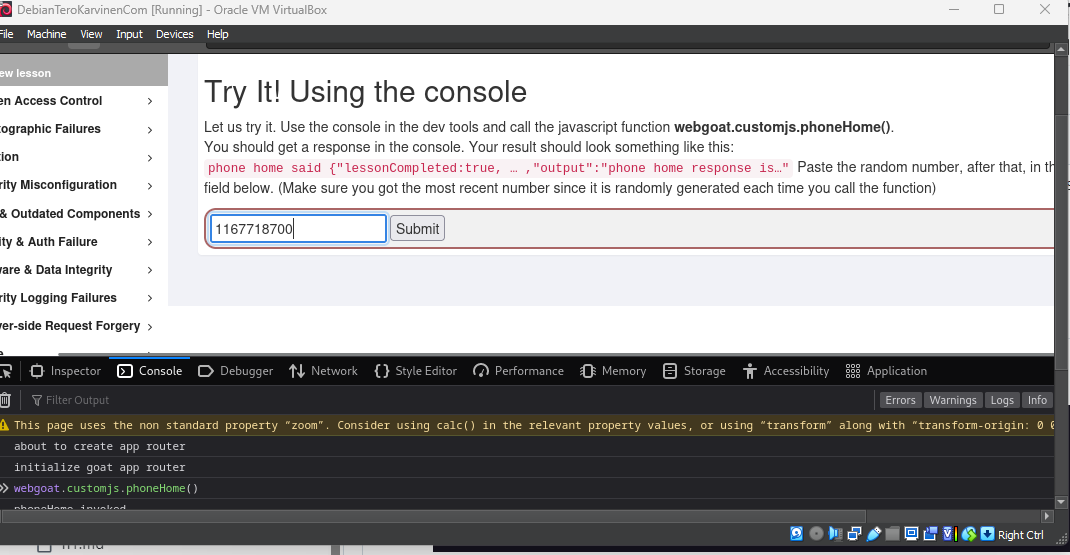 DebianTeroKarvinenCom [Running] - Oracle VM VirtualBox
File Machine View Input Devices Help
ew lesson
en Access Control
ographic Failures
ion
rity Misconfiguration
& Outdated Components
ity & Auth Failure
are & Data Integrity
rity Logging Failures
er-side Request Forgery
Try It! Using the console
Let us try it. Use the console in the dev tools and call the javascript function webgoat.customjs.phoneHome().
You should get a response in the console. Your result should look something like this:
phone home said {"lessonCompleted:true, … ,"output":"phone home response is…" Paste the random number, after that, in th
field below. (Make sure you got the most recent number since it is randomly generated each time you call the function)
1167718700 Submit
Inspector Console Debugger Network Style Editor Performance Memory Storage Accessibility Application
Filter Output Errors Warnings Logs Info
This page uses the non standard property “zoom”. Consider using calc() in the relevant property values, or using “transform” along with “transform-origin: 0 0
about to create app router
initialize goat app router
webgoat.customjs.phoneHome()
phoneHome invoked
Right Ctrl